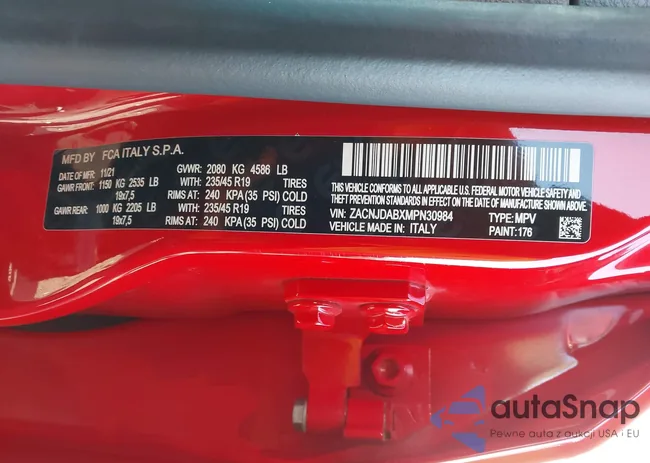 MFD BY FCA ITALY S.P.A.
DATE OF MFR: 11/21 GVWR: 2080 KG 4586 LB
GAWR FRONT: 1150 KG 2535 LB WITH: 235/45 R19 TIRES
19x7,5 RIMS AT: 240 KPA (35 PSI) COLD
GAWR REAR: 1000 KG 2205 LB WITH: 235/45 R19 TIRES
19x7,5 RIMS AT: 240 KPA (35 PSI) COLD
THIS VEHICLE CONFORMS TO ALL APPLICABLE U.S. FEDERAL MOTOR VEHICLE SAFETY AND
THEFT PREVENTION STANDARDS IN EFFECT ON THE DATE OF MANUFACTURE SHOWN ABOVE.
VIN: ZACNJDABXMPN30984 TYPE: MPV
VEHICLE MADE IN: ITALY PAINT: 176
autaSnap
Pewne auta z aukcji USA i EU